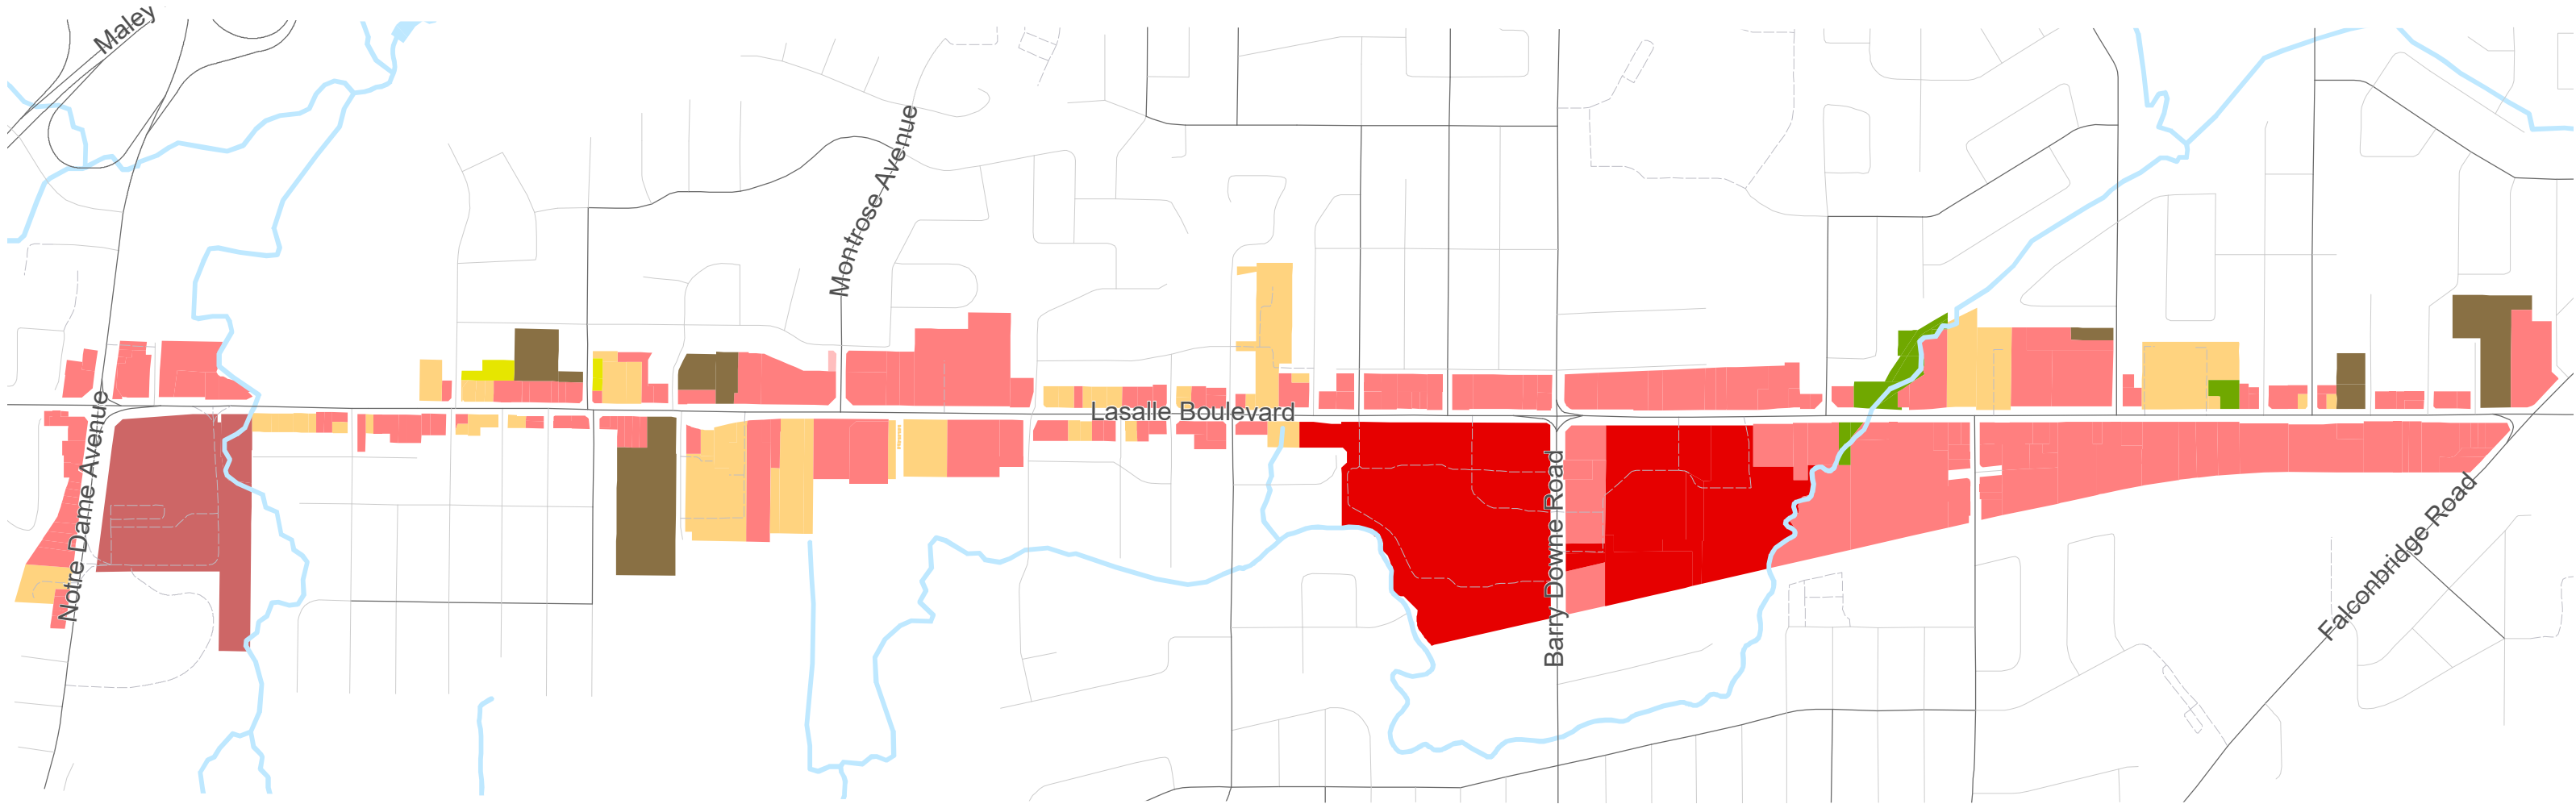 Maley
Montrose Avenue
Lasalle Boulevard
Notre Dame Avenue
Barry Downe Road
Falconbridge Road